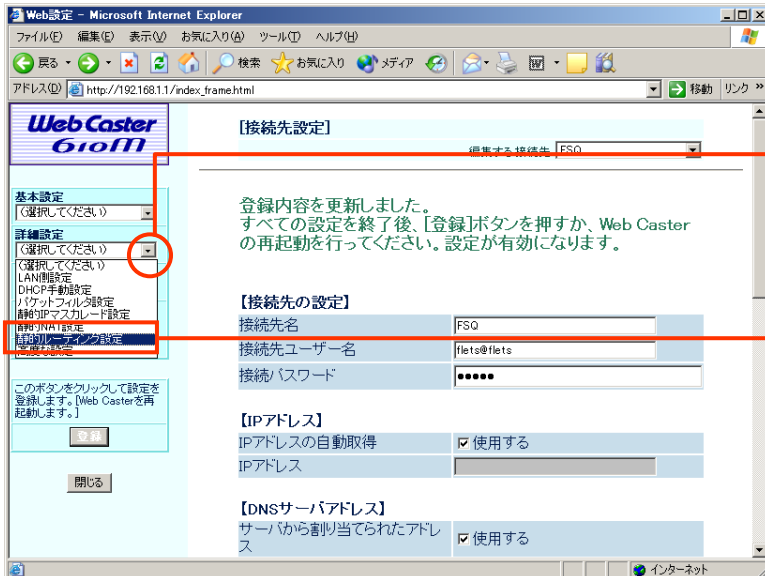 Web設定 - Microsoft Internet Explorer
ファイル(F) 編集(E) 表示(V) お気に入り(A) ツール(T) ヘルプ(H)
戻る 検索 お気に入り メディア
アドレス(D) http://192.168.1.1/index_frame.html 移動 リンク »
Web Caster
610M
基本設定
(選択してください)
詳細設定
(選択してください)
(選択してください)
LAN側設定
DHCP手動設定
パケットフィルタ設定
静的IPマスカレード設定
静的NAT設定
静的ルーティング設定
高度な設定
このボタンをクリックして設定を
登録します。[Web Casterを再
起動します。]
登録
閉じる
[接続先設定]
編集する接続先 FSQ
登録内容を更新しました。
すべての設定を終了後、[登録]ボタンを押すか、Web Caster
の再起動を行ってください。設定が有効になります。
【接続先の設定】
接続先名 FSQ
接続先ユーザー名 flets@flets
接続パスワード ●●●●●
【IPアドレス】
IPアドレスの自動取得 使用する
IPアドレス
【DNSサーバアドレス】
サーバから割り当てられたアドレ
ス 使用する
インターネット